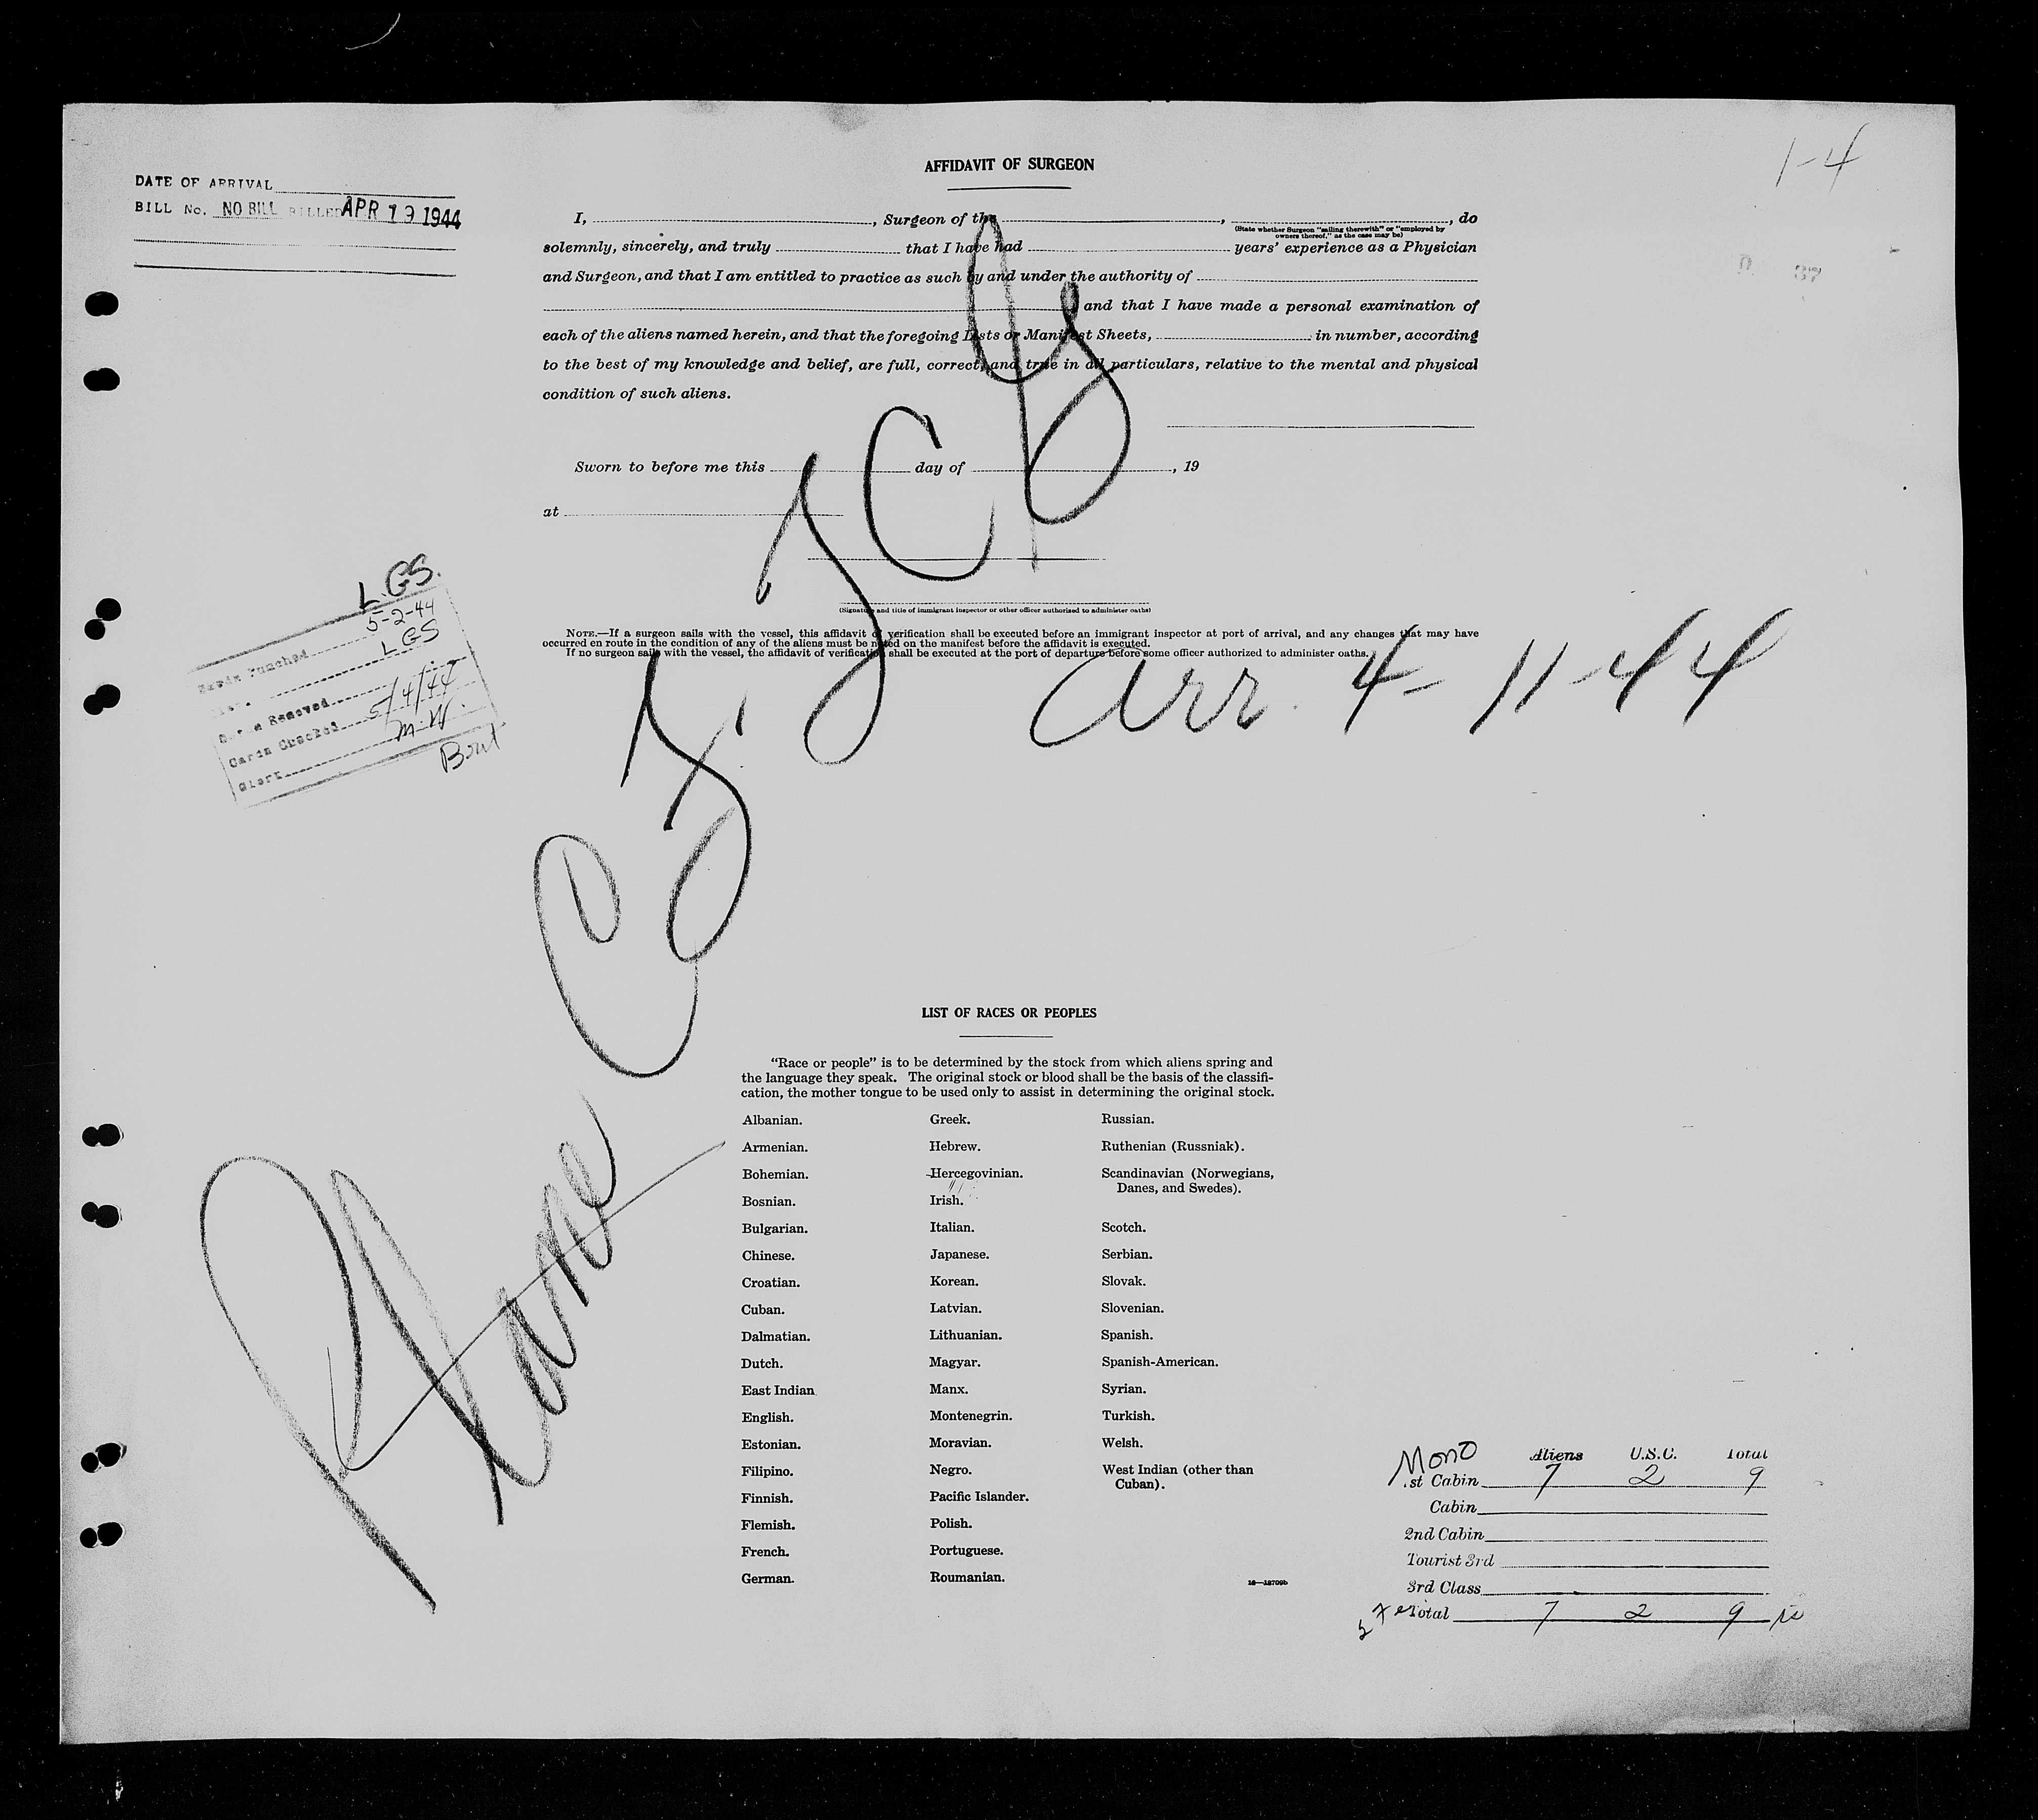 1-4
AFFIDAVIT OF SURGEON
DATE OF ARRIVAL
BILL No. NO BILL BILLED APR 19 1944
I, , Surgeon of the , , do
(State whether Surgeon "sailing therewith" or "employed by
owners thereof," as the case may be)
solemnly, sincerely, and truly that I have had years' experience as a Physician
and Surgeon, and that I am entitled to practice as such by and under the authority of
and that I have made a personal examination of
each of the aliens named herein, and that the foregoing Lists or Manifest Sheets, in number, according
to the best of my knowledge and belief, are full, correct, and true in all particulars, relative to the mental and physical
condition of such aliens.
Sworn to before me this day of , 19
at
(Signature and title of immigrant inspector or other officer authorized to administer oaths)
NOTE.—If a surgeon sails with the vessel, this affidavit of verification shall be executed before an immigrant inspector at port of arrival, and any changes that may have
occurred en route in the condition of any of the aliens must be noted on the manifest before the affidavit is executed.
If no surgeon sails with the vessel, the affidavit of verification shall be executed at the port of departure before some officer authorized to administer oaths.
L.GS.
Punched 5-2-44
LGS
Removed
Checked 5/4/44
Clerk M.W.
Plane
arr. 4-11-44
LIST OF RACES OR PEOPLES
"Race or people" is to be determined by the stock from which aliens spring and
the language they speak. The original stock or blood shall be the basis of the classifi-
cation, the mother tongue to be used only to assist in determining the original stock.
Albanian.
Armenian.
Bohemian.
Bosnian.
Bulgarian.
Chinese.
Croatian.
Cuban.
Dalmatian.
Dutch.
East Indian
English.
Estonian.
Filipino.
Finnish.
Flemish.
French.
German.
Greek.
Hebrew.
Hercegovinian.
Irish.
Italian.
Japanese.
Korean.
Latvian.
Lithuanian.
Magyar.
Manx.
Montenegrin.
Moravian.
Negro.
Pacific Islander.
Polish.
Portuguese.
Roumanian.
Russian.
Ruthenian (Russniak).
Scandinavian (Norwegians,
Danes, and Swedes).
Scotch.
Serbian.
Slovak.
Slovenian.
Spanish.
Spanish-American.
Syrian.
Turkish.
Welsh.
West Indian (other than
Cuban).
16—18709b
Mono Aliens U.S.C. Total
1st Cabin 7 2 9
Cabin
2nd Cabin
Tourist 3rd
3rd Class
Total 7 2 9